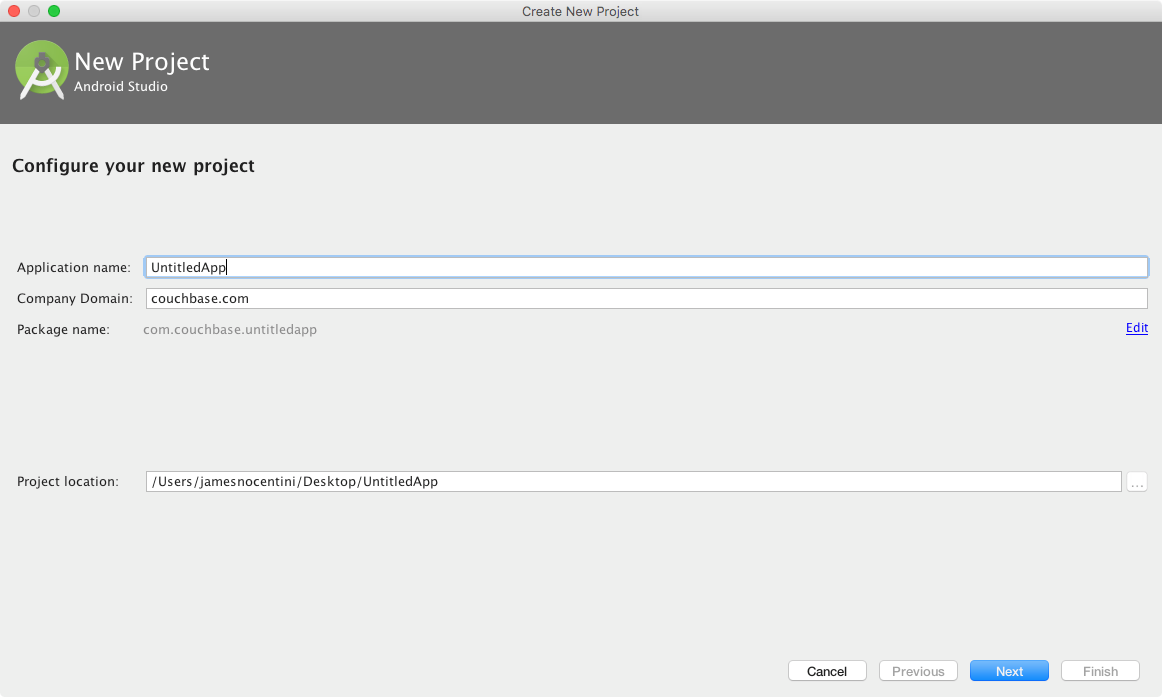 Create New Project
New Project
Android Studio
Configure your new project
Application name: UntitledApp
Company Domain: couchbase.com
Package name: com.couchbase.untitledapp Edit
Project location: /Users/jamesnocentini/Desktop/UntitledApp ...
Cancel Previous Next Finish